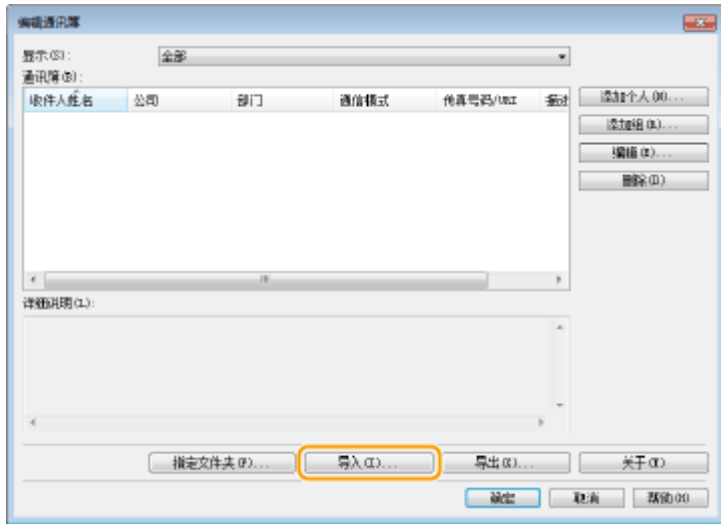 编辑通讯簿
显示(S): 全部
通讯簿(B):
收件人姓名 公司 部门 通信模式 传真号码/URI 描述
添加个人(N)...
添加组(R)...
编辑(E)...
删除(D)
详细说明(L):
指定文件夹(P)... 导入(I)... 导出(X)... 关于(T)
确定 取消 帮助(H)